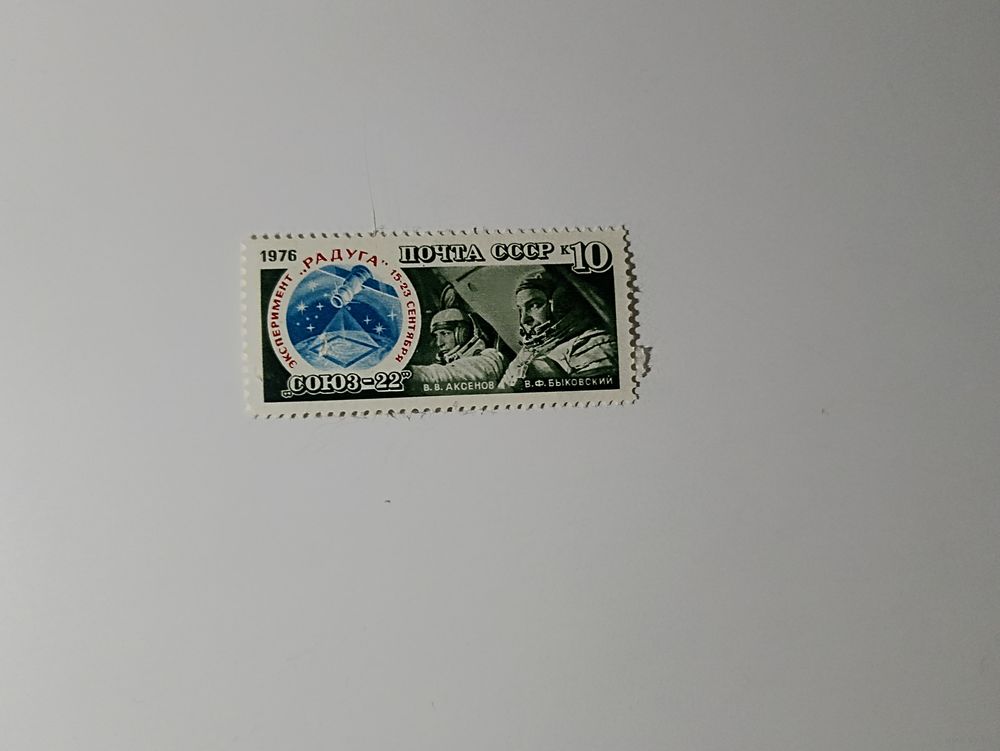 1976
ПОЧТА СССР К10
ЭКСПЕРИМЕНТ „РАДУГА" 15-23 СЕНТЯБРЯ
„СОЮЗ-22"
В.В. АКСЕНОВ
В.Ф. БЫКОВСКИЙ